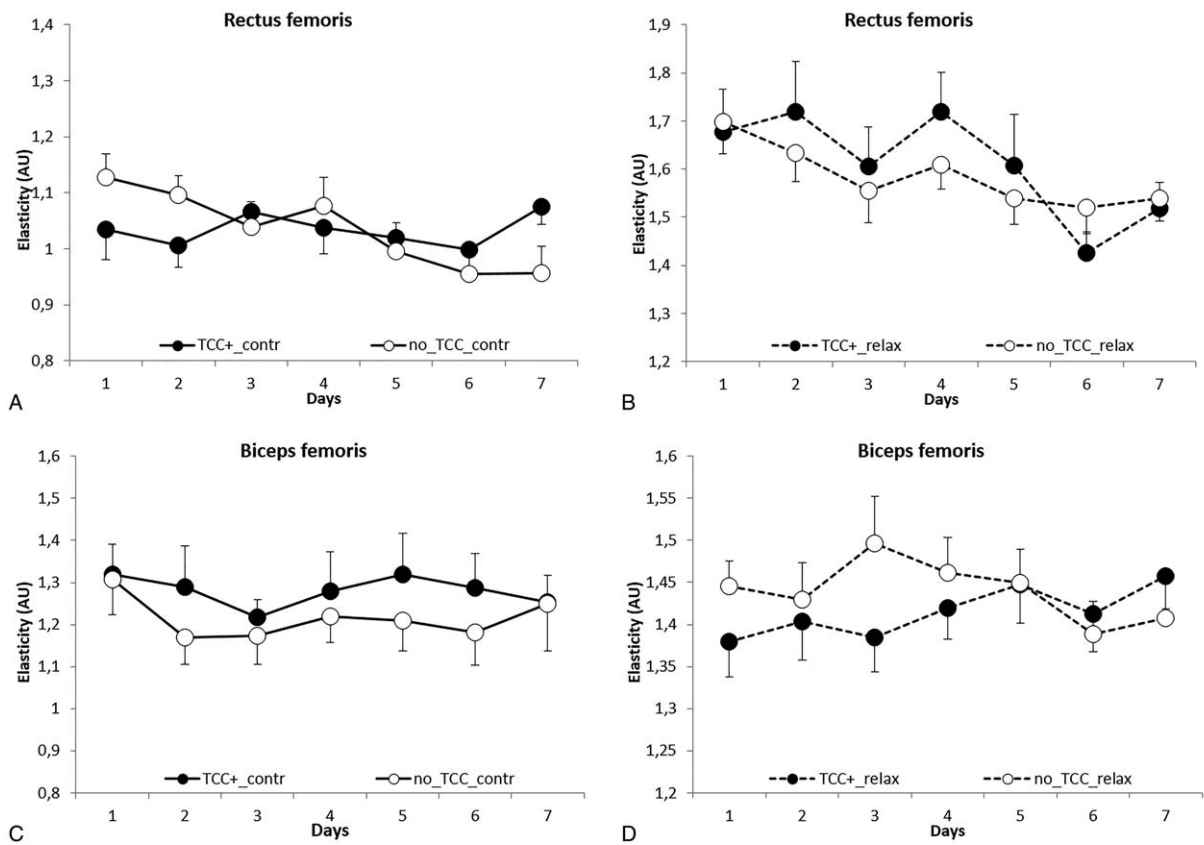 Rectus femoris
1,4
1,3
1,2
1,1
1
0,9
0,8
Elasticity (AU)
TCC+_contr no_TCC_contr
1 2 3 4 5 6 7
Days
A
Rectus femoris
1,9
1,8
1,7
1,6
1,5
1,4
1,3
1,2
Elasticity (AU)
TCC+_relax no_TCC_relax
1 2 3 4 5 6 7
Days
B
Biceps femoris
1,6
1,5
1,4
1,3
1,2
1,1
1
0,9
0,8
Elasticity (AU)
TCC+_contr no_TCC_contr
1 2 3 4 5 6 7
Days
C
Biceps femoris
1,6
1,55
1,5
1,45
1,4
1,35
1,3
1,25
1,2
Elasticity (AU)
TCC+_relax no_TCC_relax
1 2 3 4 5 6 7
Days
D